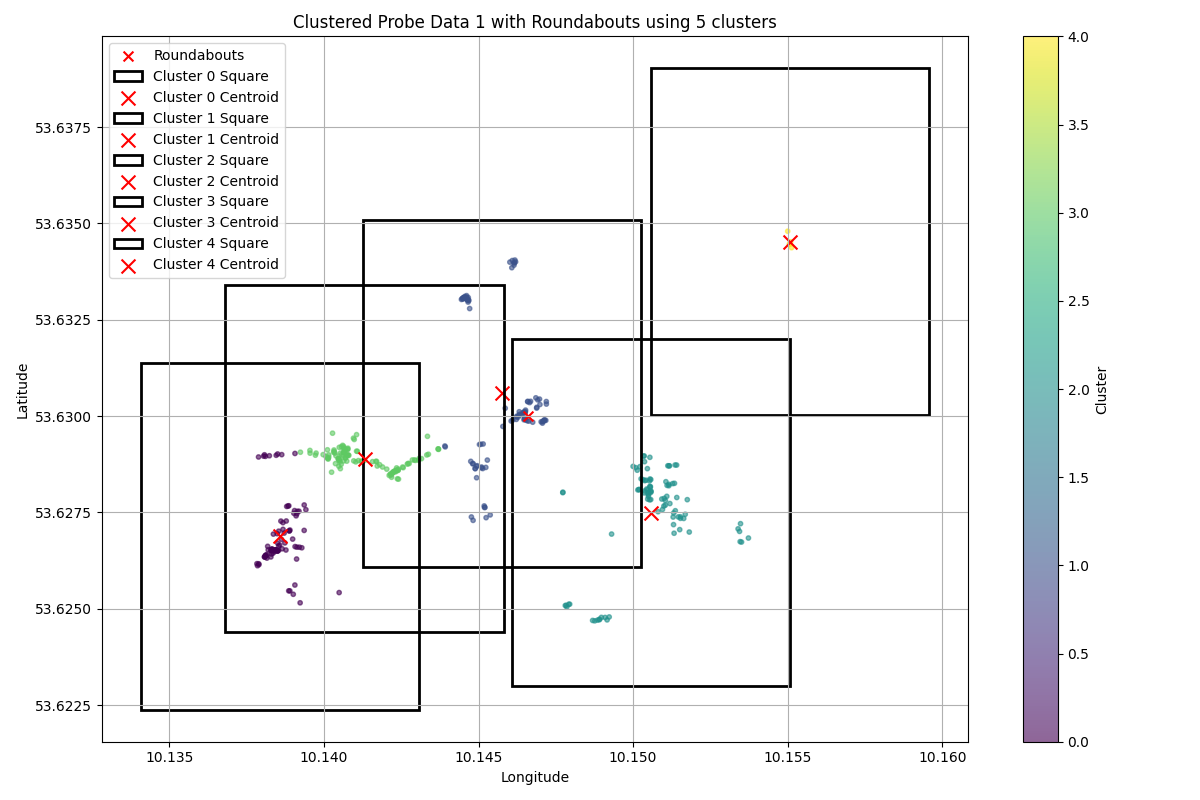 Clustered Probe Data 1 with Roundabouts using 5 clusters
Roundabouts
Cluster 0 Square
Cluster 0 Centroid
Cluster 1 Square
Cluster 1 Centroid
Cluster 2 Square
Cluster 2 Centroid
Cluster 3 Square
Cluster 3 Centroid
Cluster 4 Square
Cluster 4 Centroid
53.6375
53.6350
53.6325
53.6300
53.6275
53.6250
53.6225
Latitude
10.135
10.140
10.145
10.150
10.155
10.160
Longitude
4.0
3.5
3.0
2.5
2.0
1.5
1.0
0.5
0.0
Cluster